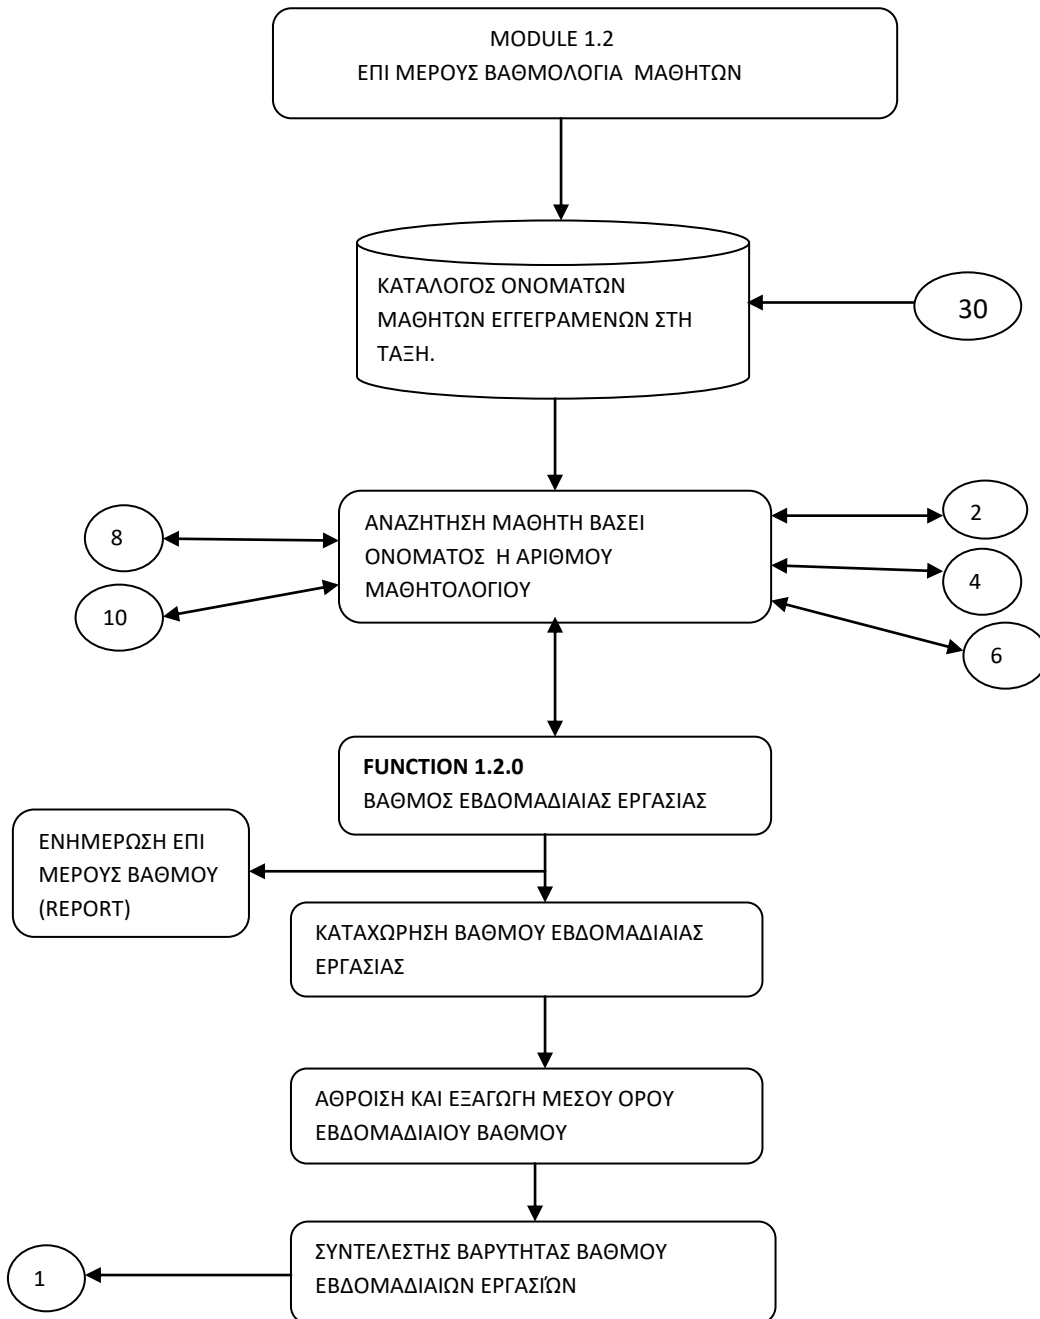 MODULE 1.2
ΕΠΙ ΜΕΡΟΥΣ ΒΑΘΜΟΛΟΓΙΑ ΜΑΘΗΤΩΝ
ΚΑΤΑΛΟΓΟΣ ΟΝΟΜΑΤΩΝ
ΜΑΘΗΤΩΝ ΕΓΓΕΓΡΑΜΕΝΩΝ ΣΤΗ
ΤΑΞΗ.
30
ΑΝΑΖΗΤΗΣΗ ΜΑΘΗΤΗ ΒΑΣΕΙ
ΟΝΟΜΑΤΟΣ Η ΑΡΙΘΜΟΥ
ΜΑΘΗΤΟΛΟΓΙΟΥ
8
10
2
4
6
FUNCTION 1.2.0
ΒΑΘΜΟΣ ΕΒΔΟΜΑΔΙΑΙΑΣ ΕΡΓΑΣΙΑΣ
ΕΝΗΜΕΡΩΣΗ ΕΠΙ
ΜΕΡΟΥΣ ΒΑΘΜΟΥ
(REPORT)
ΚΑΤΑΧΩΡΗΣΗ ΒΑΘΜΟΥ ΕΒΔΟΜΑΔΙΑΙΑΣ
ΕΡΓΑΣΙΑΣ
ΑΘΡΟΙΣΗ ΚΑΙ ΕΞΑΓΩΓΗ ΜΕΣΟΥ ΟΡΟΥ
ΕΒΔΟΜΑΔΙΑΙΟΥ ΒΑΘΜΟΥ
ΣΥΝΤΕΛΕΣΤΗΣ ΒΑΡΥΤΗΤΑΣ ΒΑΘΜΟΥ
ΕΒΔΟΜΑΔΙΑΙΩΝ ΕΡΓΑΣΙΏΝ
1